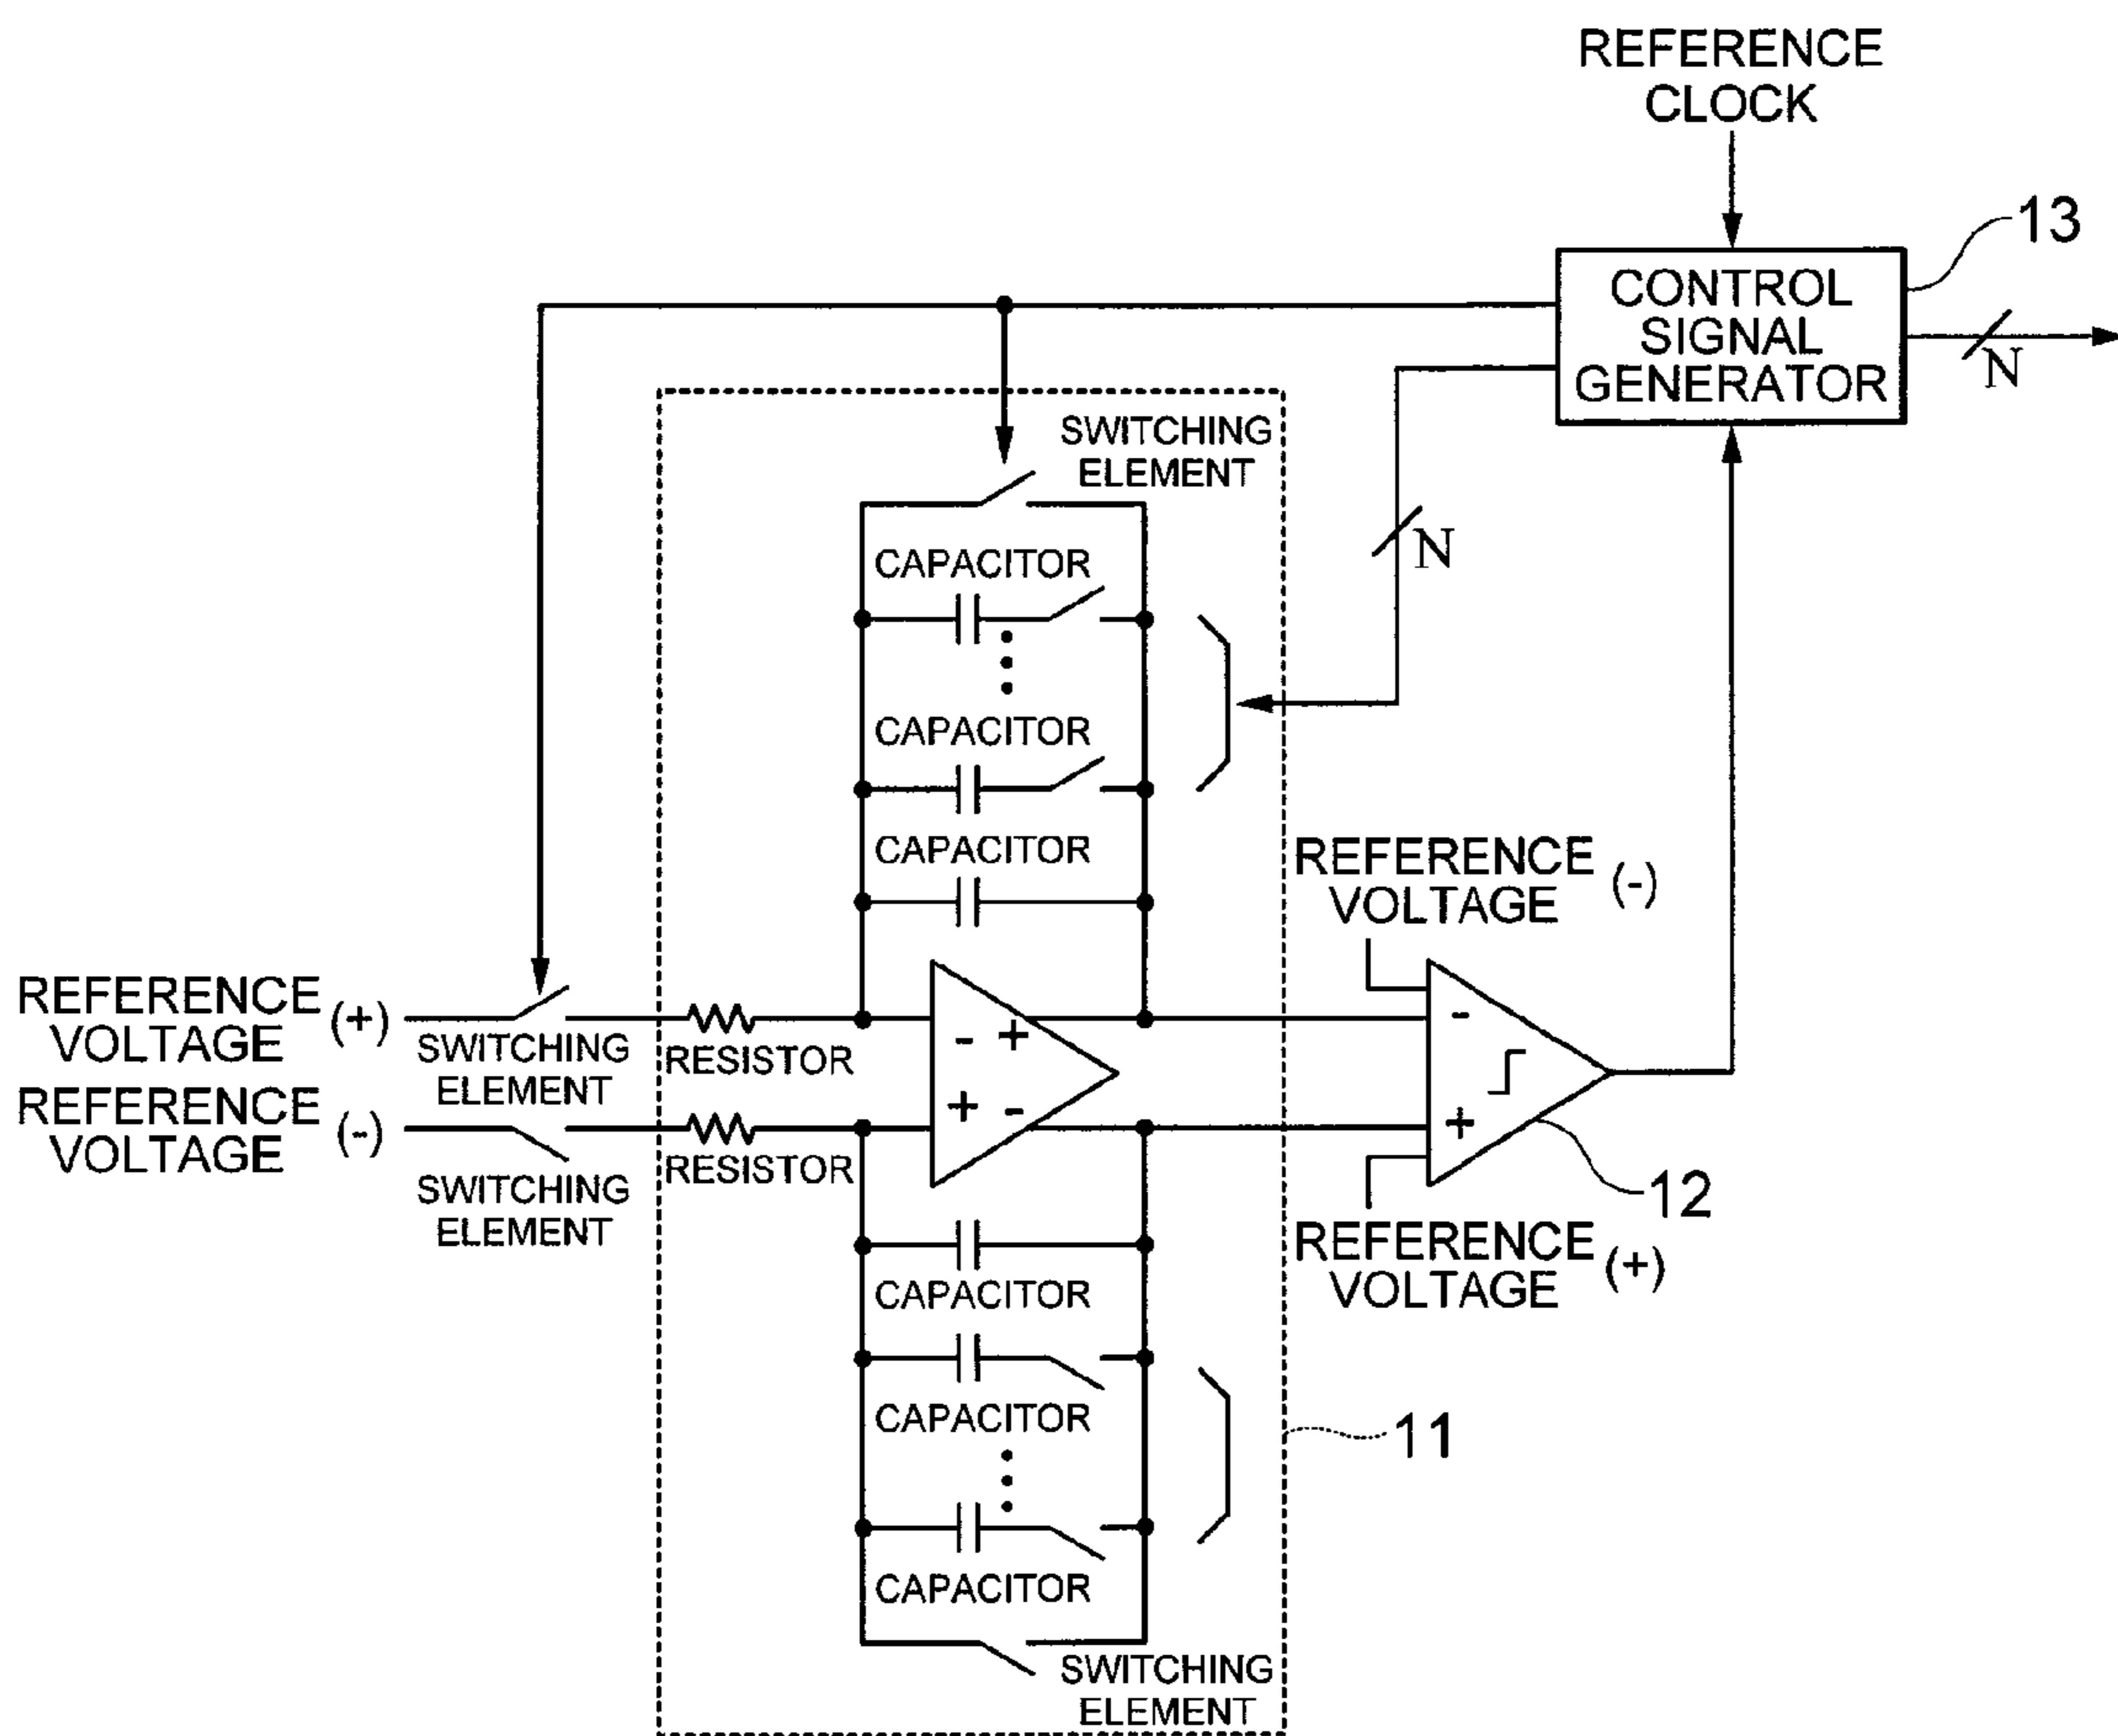 REFERENCE
CLOCK
13
CONTROL
SIGNAL
GENERATOR
N
SWITCHING
ELEMENT
N
CAPACITOR
CAPACITOR
CAPACITOR
REFERENCE
VOLTAGE (-)
REFERENCE
VOLTAGE (+)
SWITCHING
ELEMENT
RESISTOR
- +
-
REFERENCE
VOLTAGE (-)
SWITCHING
ELEMENT
RESISTOR
+ -
+
12
REFERENCE
VOLTAGE (+)
CAPACITOR
CAPACITOR
11
CAPACITOR
SWITCHING
ELEMENT